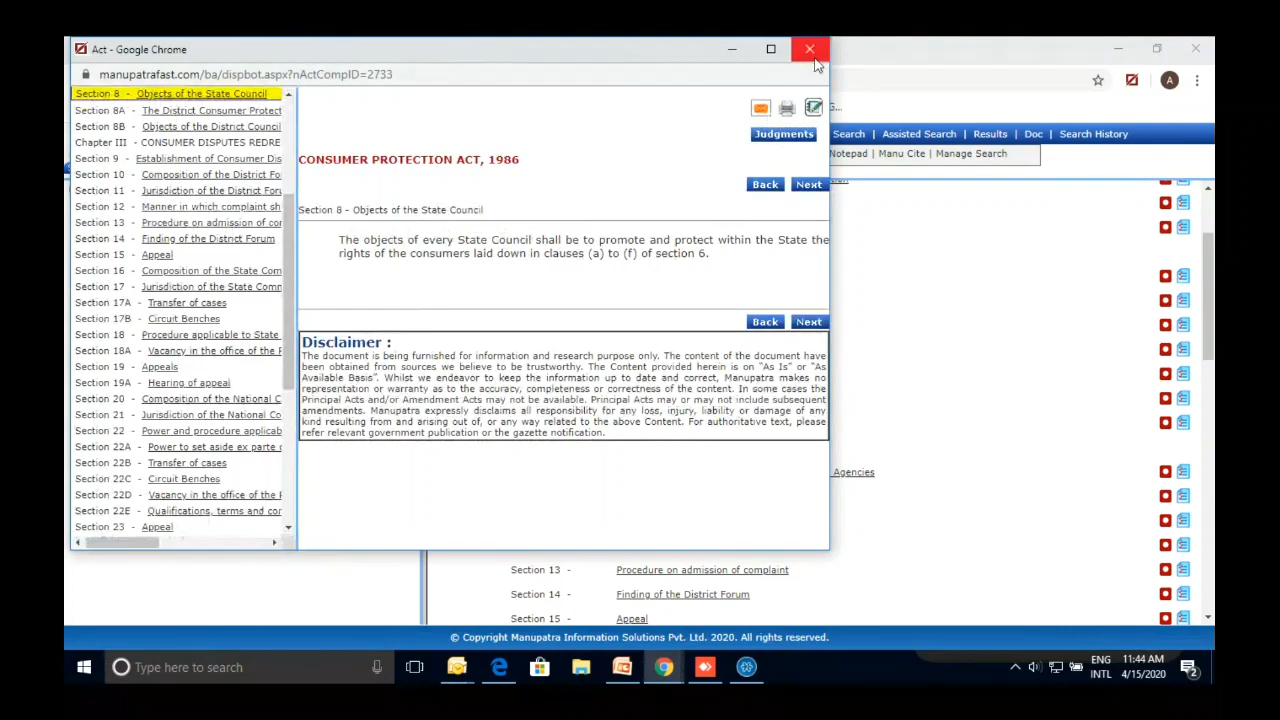 Act - Google Chrome
manupatrafast.com/ba/dispbot.aspx?nActCompID=2733
A
G...
Search | Assisted Search | Results | Doc | Search History
Notepad | Manu Cite | Manage Search
Section 8 - Objects of the State Council
Section 8A - The District Consumer Protect
Section 8B - Objects of the District Council
Chapter III - CONSUMER DISPUTES REDRE
Section 9 - Establishment of Consumer Dis
Section 10 - Composition of the District Fo
Section 11 - Jurisdiction of the District Foru
Section 12 - Manner in which complaint sh
Section 13 - Procedure on admission of co
Section 14 - Finding of the District Forum
Section 15 - Appeal
Section 16 - Composition of the State Com
Section 17 - Jurisdiction of the State Comm
Section 17A - Transfer of cases
Section 17B - Circuit Benches
Section 18 - Procedure applicable to State
Section 18A - Vacancy in the office of the P
Section 19 - Appeals
Section 19A - Hearing of appeal
Section 20 - Composition of the National C
Section 21 - Jurisdiction of the National Co
Section 22 - Power and procedure applicab
Section 22A - Power to set aside ex parte
Section 22B - Transfer of cases
Section 22C - Circuit Benches
Section 22D - Vacancy in the office of the P
Section 22E - Qualifications, terms and cor
Section 23 - Appeal
Judgments
CONSUMER PROTECTION ACT, 1986
Back Next
Section 8 - Objects of the State Council
The objects of every State Council shall be to promote and protect within the State the
rights of the consumers laid down in clauses (a) to (f) of section 6.
Back Next
Disclaimer :
The document is being furnished for information and research purpose only. The content of the document have
been obtained from sources we believe to be trustworthy. The Content provided herein is on "As Is" or "As
Available Basis". Whilst we endeavor to keep the information up to date and correct, Manupatra makes no
representation or warranty as to the accuracy, completeness or correctness of the content. In some cases the
Principal Acts and/or Amendment Acts may not be available. Principal Acts may or may not include subsequent
amendments. Manupatra expressly disclaims all responsibility for any loss, injury, liability or damage of any
kind resulting from and arising out of, or any way related to the above Content. For authoritative text, please
refer relevant government publication or the gazette notification.
Agencies
Section 13 - Procedure on admission of complaint
Section 14 - Finding of the District Forum
Section 15 - Appeal
© Copyright Manupatra Information Solutions Pvt. Ltd. 2020. All rights reserved.
Type here to search
ENG
INTL
11:44 AM
4/15/2020
2